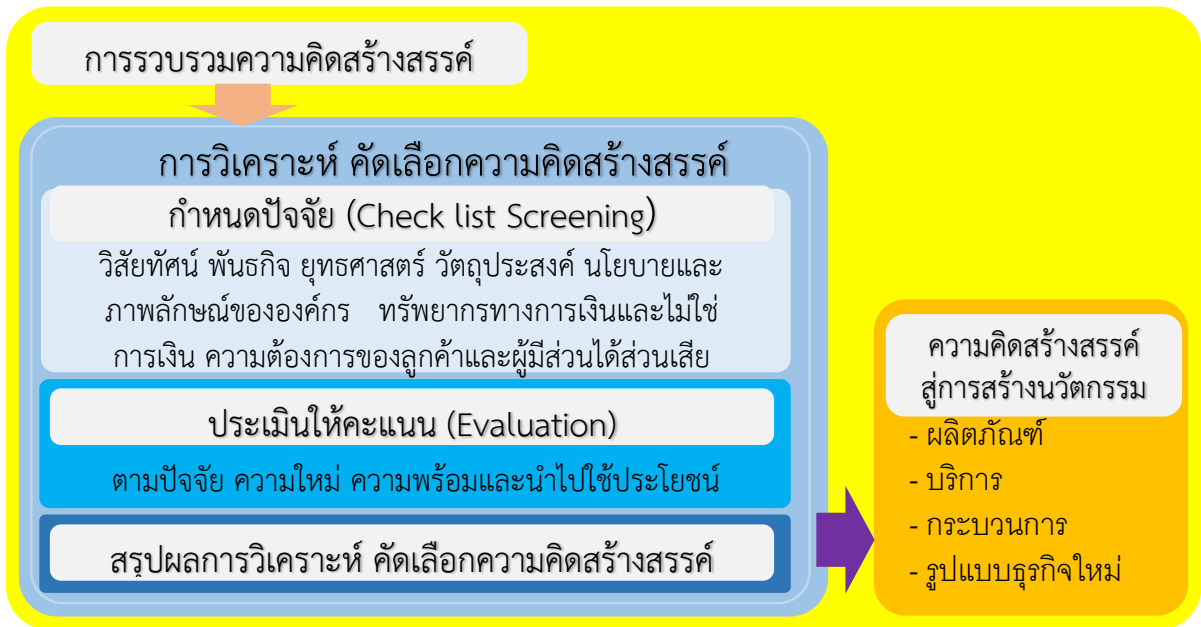 การรวบรวมความคิดสร้างสรรค์
การวิเคราะห์ คัดเลือกความคิดสร้างสรรค์
กำหนดปัจจัย (Check list Screening)
วิสัยทัศน์ พันธกิจ ยุทธศาสตร์ วัตถุประสงค์ นโยบายและ
ภาพลักษณ์ขององค์กร ทรัพยากรทางการเงินและไม่ใช่
การเงิน ความต้องการของลูกค้าและผู้มีส่วนได้ส่วนเสีย
ประเมินให้คะแนน (Evaluation)
ตามปัจจัย ความใหม่ ความพร้อมและนำไปใช้ประโยชน์
สรุปผลการวิเคราะห์ คัดเลือกความคิดสร้างสรรค์
ความคิดสร้างสรรค์
สู่การสร้างนวัตกรรม
- ผลิตภัณฑ์
- บริการ
- กระบวนการ
- รูปแบบธุรกิจใหม่